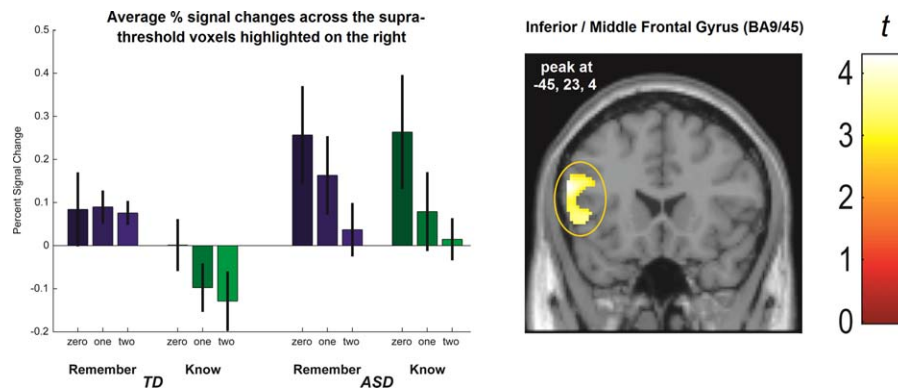 Average % signal changes across the supra-
threshold voxels highlighted on the right
Percent Signal Change
0.5
0.4
0.3
0.2
0.1
0
-0.1
-0.2
zero one two
Remember
zero one two
Know
TD
zero one two
Remember
zero one two
Know
ASD
Inferior / Middle Frontal Gyrus (BA9/45)
peak at
-45, 23, 4
t
4
3
2
1
0